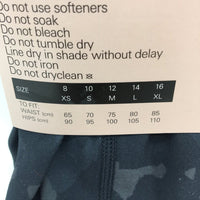 Do not use softeners
Do not soak
Do not bleach
Do not tumble dry
Line dry in shade without delay
Do not iron
Do not dryclean
SIZE 8 10 12 14 16
XS S M L XL
TO FIT:
WAIST (cm) 65 70 75 80 85
HIPS (cm) 90 95 100 105 110